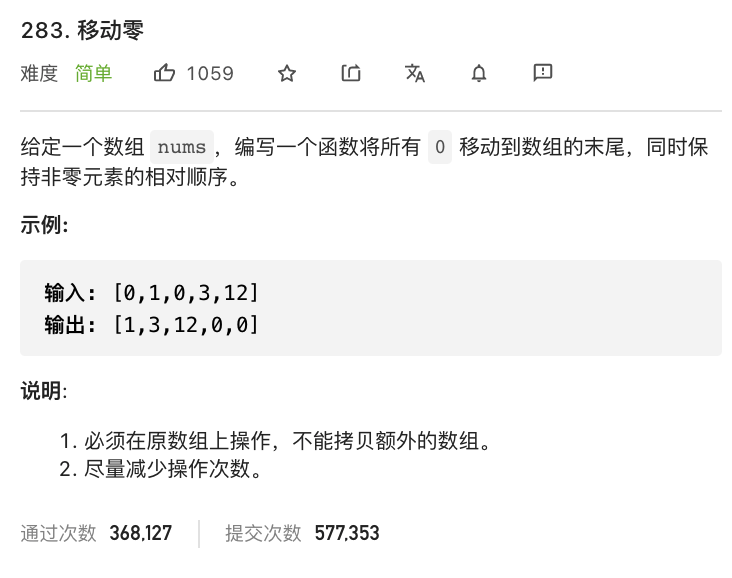 283. 移动零
难度 简单 1059
给定一个数组 nums，编写一个函数将所有 0 移动到数组的末尾，同时保
持非零元素的相对顺序。
示例:
输入: [0,1,0,3,12]
输出: [1,3,12,0,0]
说明:
1. 必须在原数组上操作，不能拷贝额外的数组。
2. 尽量减少操作次数。
通过次数 368,127 提交次数 577,353